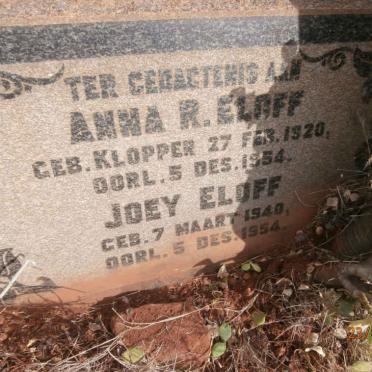 TER GEDAGTENIS AAN
ANNA R. ELOFF
GEB. KLOPPER 27 FEB. 1920,
OORL. 5 DES. 1954.
JOEY ELOFF
GEB. 7 MAART 1940,
OORL. 5 DES. 1954.